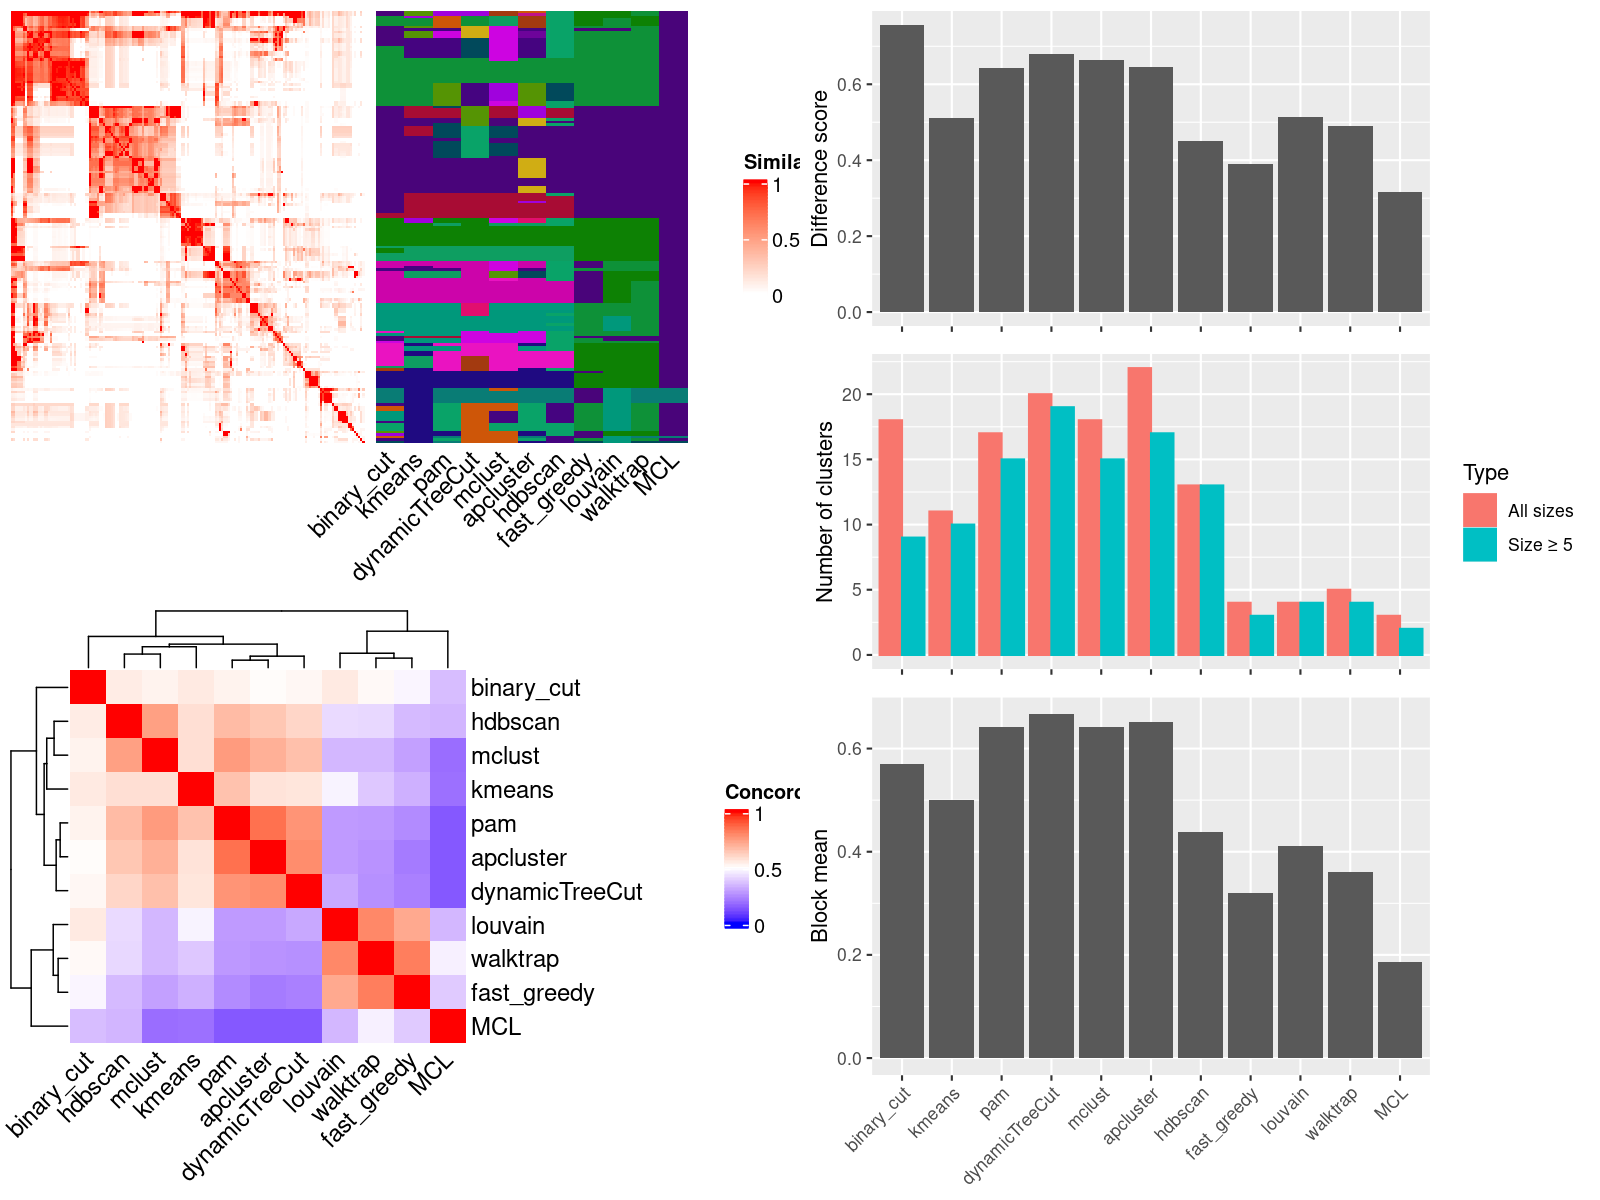 Simila
1
0.5
0
binary_cut
kmeans
pam
dynamicTreeCut
mclust
apcluster
hdbscan
fast_greedy
louvain
walktrap
MCL
binary_cut
hdbscan
mclust
kmeans
pam
apcluster
dynamicTreeCut
louvain
walktrap
fast_greedy
MCL
binary_cut
hdbscan
mclust
kmeans
pam
apcluster
dynamicTreeCut
louvain
walktrap
fast_greedy
MCL
Concord
1
0.5
0
Difference score
0.6
0.4
0.2
0.0
Number of clusters
20
15
10
5
0
Type
All sizes
Size ≥ 5
Block mean
0.6
0.4
0.2
0.0
binary_cut
kmeans
pam
dynamicTreeCut
mclust
apcluster
hdbscan
fast_greedy
louvain
walktrap
MCL